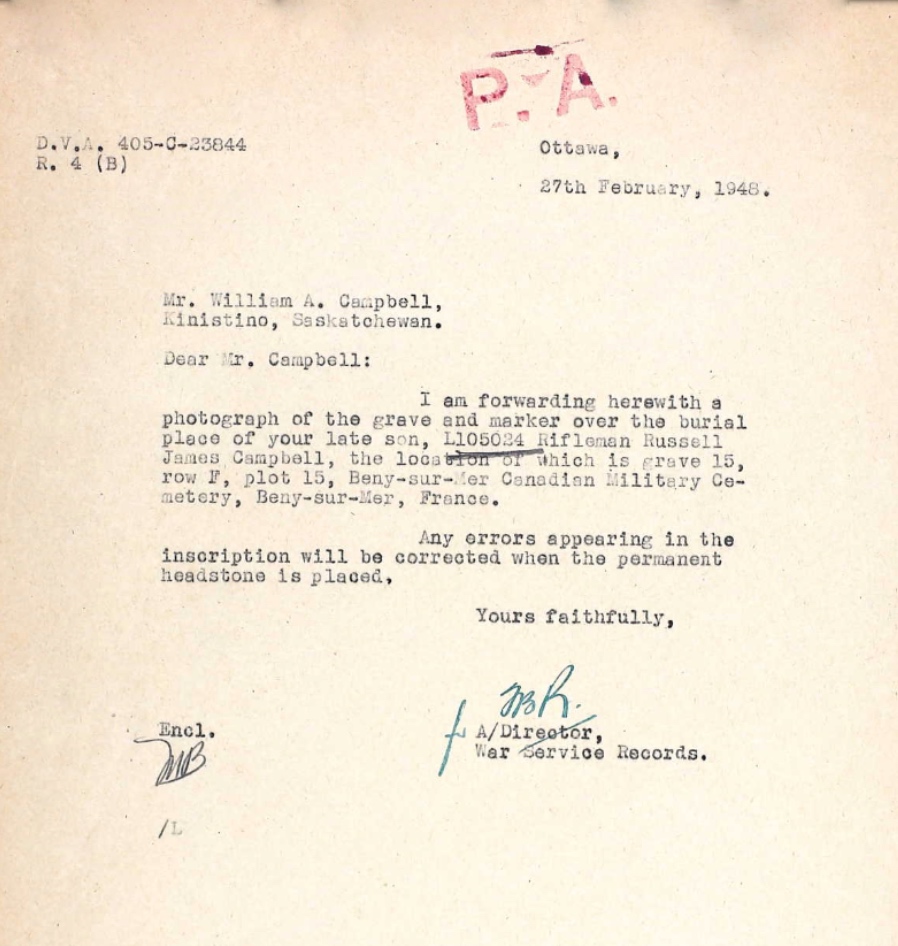 P. A.
D.V.A. 405-C-23844
R. 4 (B)
Ottawa,
27th February, 1948.
Mr. William A. Campbell,
Kinistino, Saskatchewan.
Dear Mr. Campbell:
I am forwarding herewith a
photograph of the grave and marker over the burial
place of your late son, L105024 Rifleman Russell
James Campbell, the location of which is grave 15,
row F, plot 15, Beny-sur-Mer Canadian Military Ce-
metery, Beny-sur-Mer, France.
Any errors appearing in the
inscription will be corrected when the permanent
headstone is placed.
Yours faithfully,
Encl.
A/Director,
War Service Records.
/L